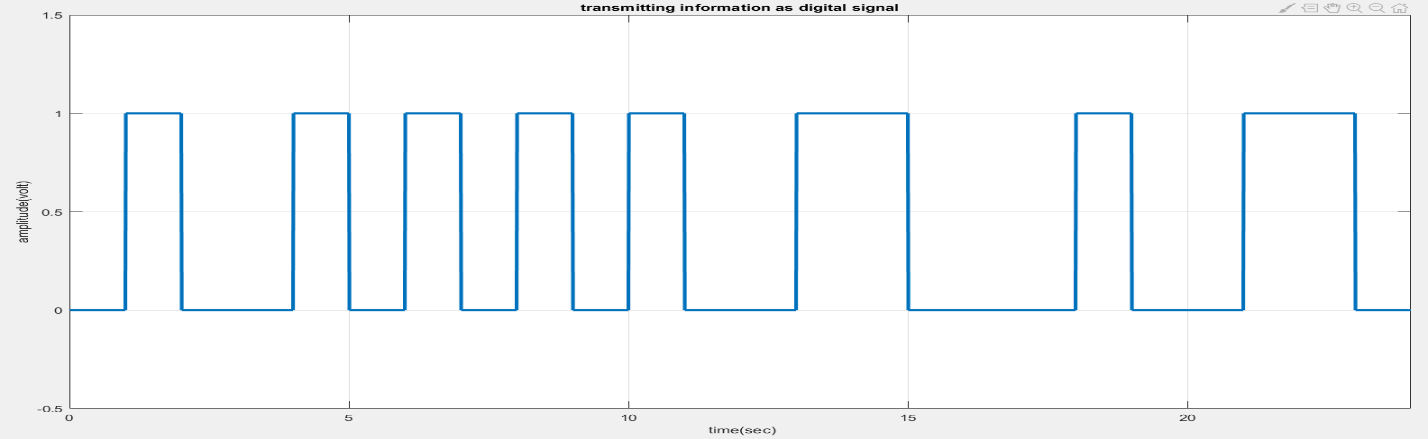 transmitting information as digital signal
1.5
1
0.5
0
-0.5
amplitude(volt)
0 5 10 15 20
time(sec)